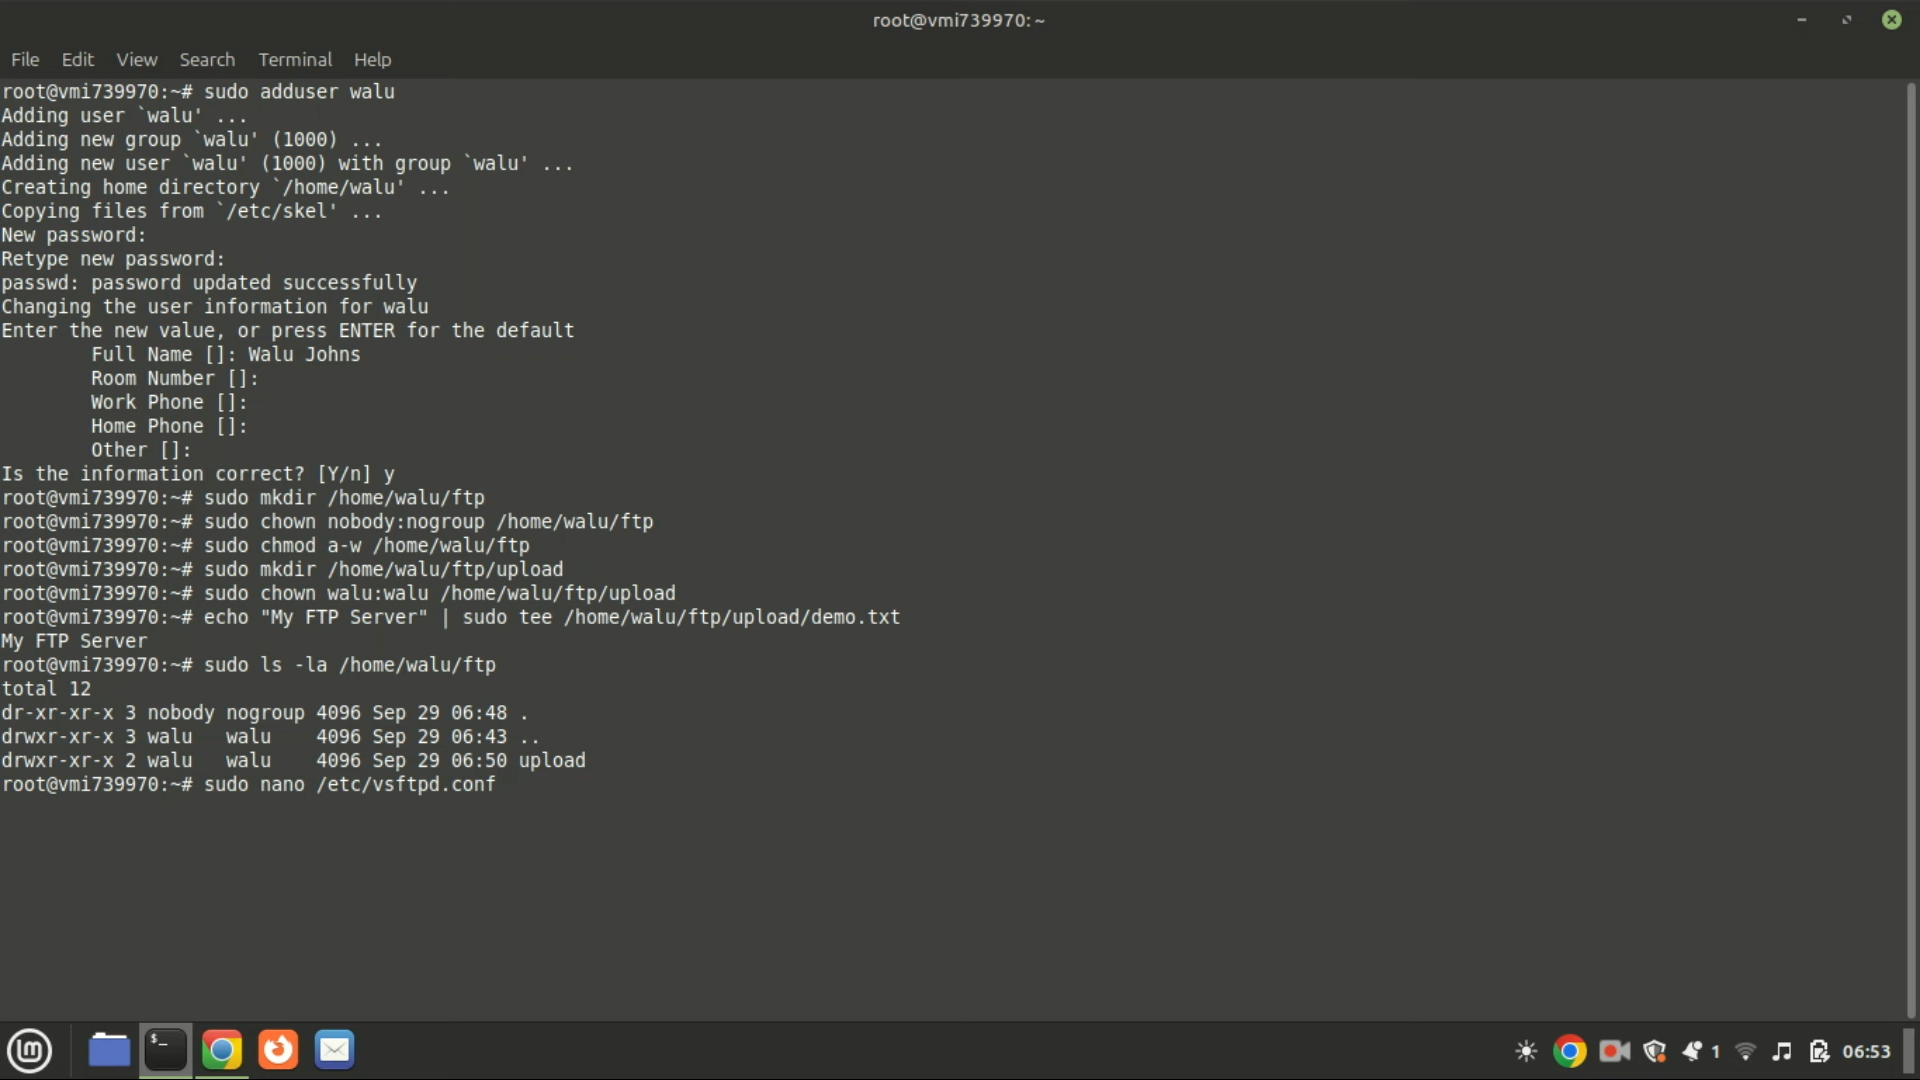 root@vmi739970: ~
File Edit View Search Terminal Help
root@vmi739970:~# sudo adduser walu
Adding user `walu' ...
Adding new group `walu' (1000) ...
Adding new user `walu' (1000) with group `walu' ...
Creating home directory `/home/walu' ...
Copying files from `/etc/skel' ...
New password:
Retype new password:
passwd: password updated successfully
Changing the user information for walu
Enter the new value, or press ENTER for the default
        Full Name []: Walu Johns
        Room Number []:
        Work Phone []:
        Home Phone []:
        Other []:
Is the information correct? [Y/n] y
root@vmi739970:~# sudo mkdir /home/walu/ftp
root@vmi739970:~# sudo chown nobody:nogroup /home/walu/ftp
root@vmi739970:~# sudo chmod a-w /home/walu/ftp
root@vmi739970:~# sudo mkdir /home/walu/ftp/upload
root@vmi739970:~# sudo chown walu:walu /home/walu/ftp/upload
root@vmi739970:~# echo "My FTP Server" | sudo tee /home/walu/ftp/upload/demo.txt
My FTP Server
root@vmi739970:~# sudo ls -la /home/walu/ftp
total 12
dr-xr-xr-x 3 nobody nogroup 4096 Sep 29 06:48 .
drwxr-xr-x 3 walu   walu    4096 Sep 29 06:43 ..
drwxr-xr-x 2 walu   walu    4096 Sep 29 06:50 upload
root@vmi739970:~# sudo nano /etc/vsftpd.conf
$_
1
06:53